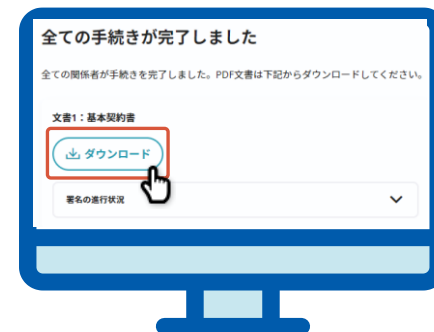 全ての手続きが完了しました
全ての関係者が手続きを完了しました。PDF文書は下記からダウンロードしてください。
文書1：基本契約書
ダウンロード
署名の進行状況